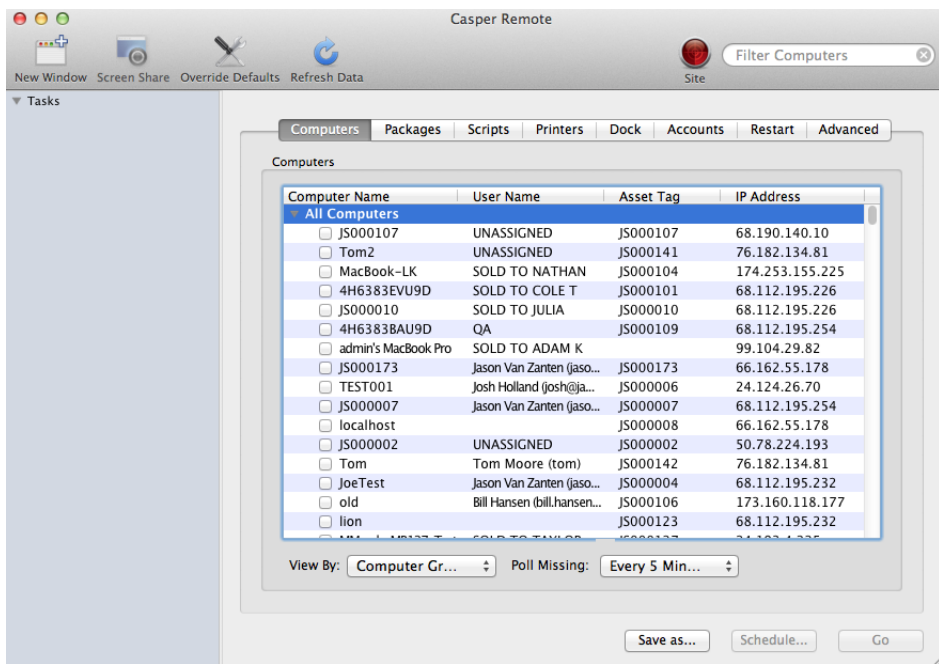 Casper Remote
New Window Screen Share Override Defaults Refresh Data Site Filter Computers
Tasks
Computers Packages Scripts Printers Dock Accounts Restart Advanced
Computers
Computer Name User Name Asset Tag IP Address
All Computers
JS000107 UNASSIGNED JS000107 68.190.140.10
Tom2 UNASSIGNED JS000141 76.182.134.81
MacBook-LK SOLD TO NATHAN JS000104 174.253.155.225
4H6383EVU9D SOLD TO COLE T JS000101 68.112.195.226
JS000010 SOLD TO JULIA JS000010 68.112.195.226
4H6383BAU9D QA JS000109 68.112.195.254
admin's MacBook Pro SOLD TO ADAM K 99.104.29.82
JS000173 Jason Van Zanten (jaso... JS000173 66.162.55.178
TEST001 Josh Holland (josh@ja... JS000006 24.124.26.70
JS000007 Jason Van Zanten (jaso... JS000007 68.112.195.254
localhost JS000008 66.162.55.178
JS000002 UNASSIGNED JS000002 50.78.224.193
Tom Tom Moore (tom) JS000142 76.182.134.81
JoeTest Jason Van Zanten (jaso... JS000004 68.112.195.232
old Bill Hansen (bill.hansen... JS000106 173.160.118.177
lion JS000123 68.112.195.232
SOLD TO TAYLOR
View By: Computer Gr... Poll Missing: Every 5 Min...
Save as... Schedule... Go